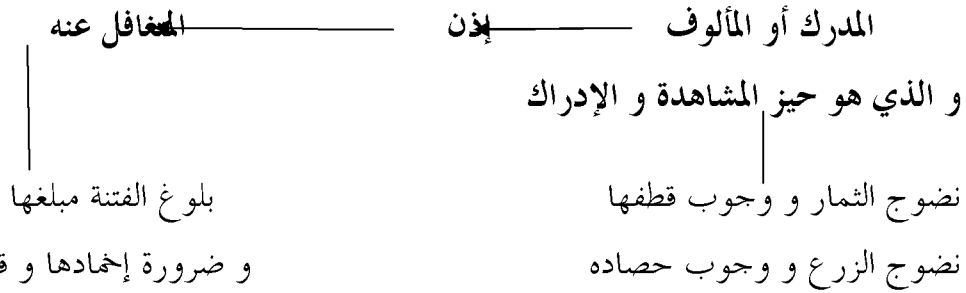 المدرك أو المألوف إذن المتغافل عنه
و الذي هو حيز المشاهدة و الإدراك
نضوج الثمار و وجوب قطفها بلوغ الفتنة مبلغها
نضوج الزرع و وجوب حصاده و ضرورة إخمادها و